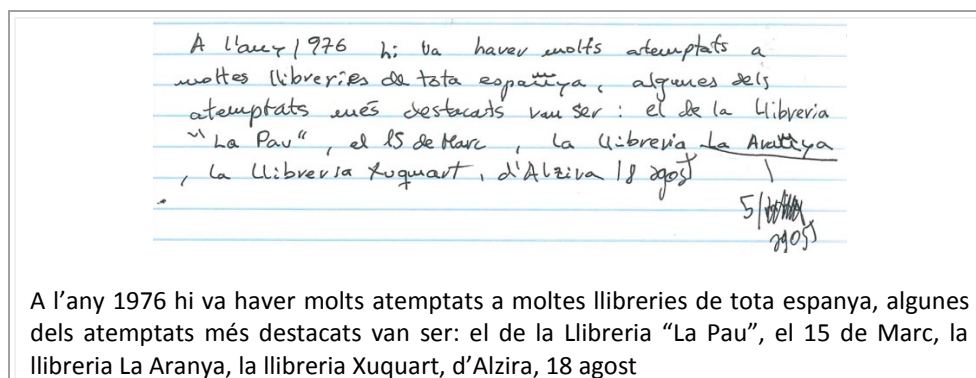 A l'any 1976 hi va haver molts atemptats a
moltes llibreries de tota espanya, algunes dels
atemptats més destacats van ser: el de la Llibreria
"La Pau", el 15 de Marc, la llibreria La Aranya
, la Llibreria Xuquart, d'Alzira 18 agost
5/
agost
A l'any 1976 hi va haver molts atemptats a moltes llibreries de tota espanya, algunes
dels atemptats més destacats van ser: el de la Llibreria “La Pau”, el 15 de Marc, la
llibreria La Aranya, la llibreria Xuquart, d'Alzira, 18 agost